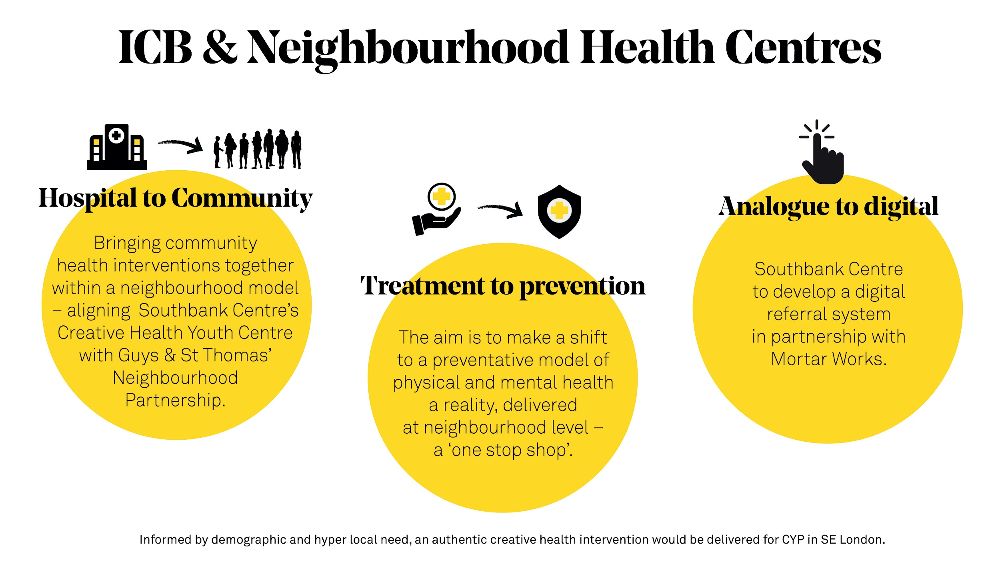 ICB & Neighbourhood Health Centres
Hospital to Community
Bringing community
health interventions together
within a neighbourhood model
– aligning  Southbank Centre’s
Creative Health Youth Centre
with Guys & St Thomas’
Neighbourhood
Partnership.
Treatment to prevention
The aim is to make a shift
to a preventative model of
physical and mental health
a reality, delivered
at neighbourhood level –
a ‘one stop shop’.
Analogue to digital
Southbank Centre
to develop a digital
referral system
in partnership with
Mortar Works.
Informed by demographic and hyper local need, an authentic creative health intervention would be delivered for CYP in SE London.